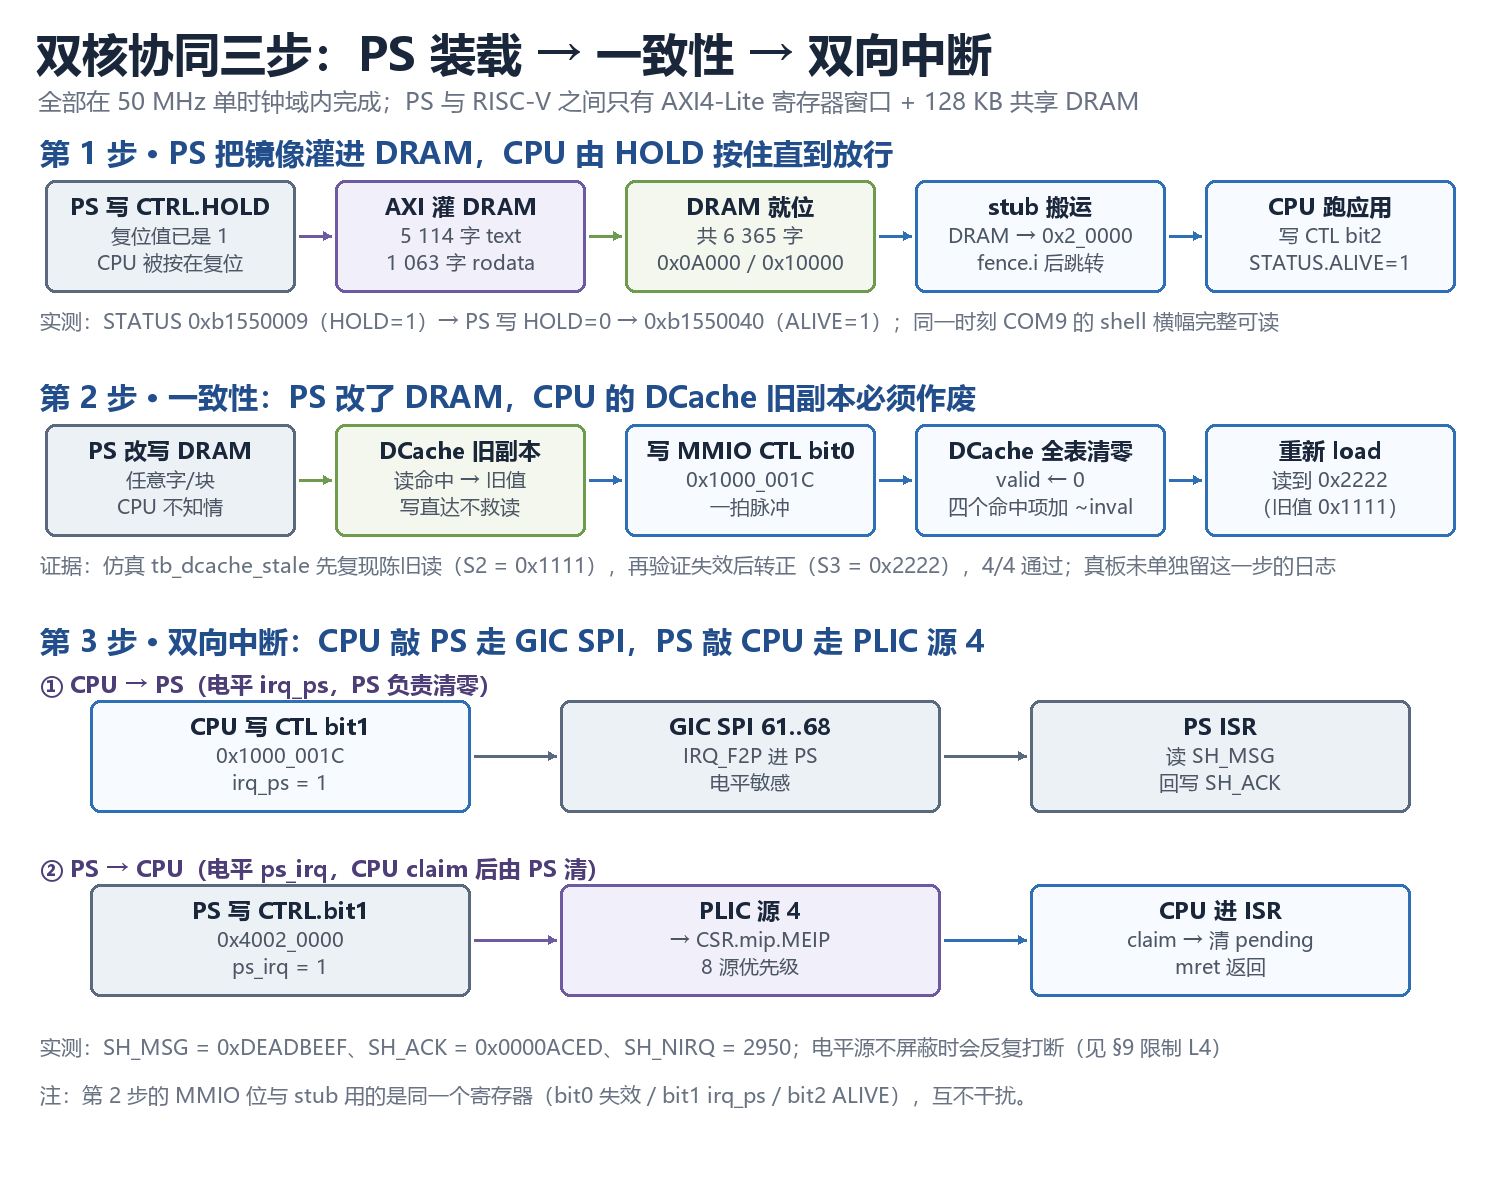 双核协同三步：PS 装载 → 一致性 → 双向中断
全部在 50 MHz 单时钟域内完成；PS 与 RISC-V 之间只有 AXI4-Lite 寄存器窗口 + 128 KB 共享 DRAM
第 1 步 • PS 把镜像灌进 DRAM，CPU 由 HOLD 按住直到放行
PS 写 CTRL.HOLD
复位值已是 1
CPU 被按在复位
AXI 灌 DRAM
5 114 字 text
1 063 字 rodata
DRAM 就位
共 6 365 字
0x0A000 / 0x10000
stub 搬运
DRAM → 0x2_0000
fence.i 后跳转
CPU 跑应用
写 CTL bit2
STATUS.ALIVE=1
实测：STATUS 0xb1550009（HOLD=1）→ PS 写 HOLD=0 → 0xb1550040（ALIVE=1）；同一时刻 COM9 的 shell 横幅完整可读
第 2 步 • 一致性：PS 改了 DRAM，CPU 的 DCache 旧副本必须作废
PS 改写 DRAM
任意字/块
CPU 不知情
DCache 旧副本
读命中 → 旧值
写直达不救读
写 MMIO CTL bit0
0x1000_001C
一拍脉冲
DCache 全表清零
valid ← 0
四个命中项加 ~inval
重新 load
读到 0x2222
（旧值 0x1111）
证据：仿真 tb_dcache_stale 先复现陈旧读（S2 = 0x1111），再验证失效后转正（S3 = 0x2222），4/4 通过；真板未单独留这一步的日志
第 3 步 • 双向中断：CPU 敲 PS 走 GIC SPI，PS 敲 CPU 走 PLIC 源 4
① CPU → PS（电平 irq_ps，PS 负责清零）
CPU 写 CTL bit1
0x1000_001C
irq_ps = 1
GIC SPI 61..68
IRQ_F2P 进 PS
电平敏感
PS ISR
读 SH_MSG
回写 SH_ACK
② PS → CPU（电平 ps_irq，CPU claim 后由 PS 清）
PS 写 CTRL.bit1
0x4002_0000
ps_irq = 1
PLIC 源 4
→ CSR.mip.MEIP
8 源优先级
CPU 进 ISR
claim → 清 pending
mret 返回
实测：SH_MSG = 0xDEADBEEF、SH_ACK = 0x0000ACED、SH_NIRQ = 2950；电平源不屏蔽时会反复打断（见 §9 限制 L4）
注：第 2 步的 MMIO 位与 stub 用的是同一个寄存器（bit0 失效 / bit1 irq_ps / bit2 ALIVE），互不干扰。